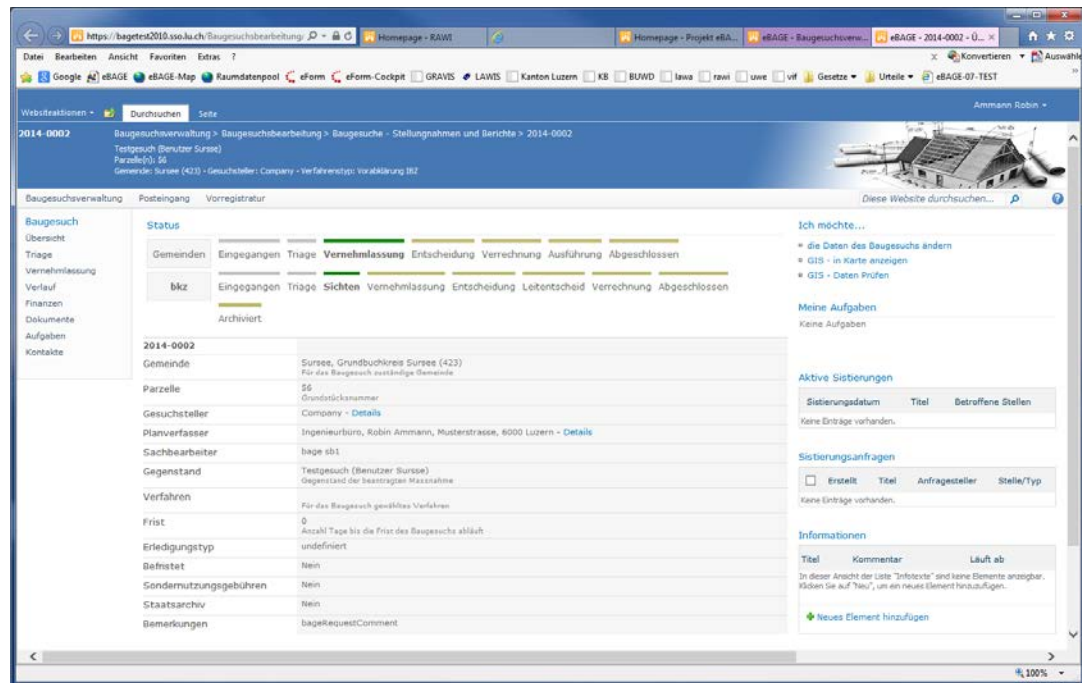 https://bagetest2010.sso.lu.ch/Baugesuchsbearbeitung/
Homepage - RAWI
Homepage - Projekt eBA...
eBAGE - Baugesuchsverw...
eBAGE - 2014-0002 - Ü...
Datei Bearbeiten Ansicht Favoriten Extras ?
x Konvertieren Auswähle
Google eBAGE eBAGE-Map Raumdatenpool eForm eForm-Cockpit GRAVIS LAWIS Kanton Luzern KB BUWD lawa rawi uwe vif Gesetze Urteile eBAGE-07-TEST
Websiteaktionen Durchsuchen Seite
Ammann Robin
2014-0002 Baugesuchsverwaltung > Baugesuchsbearbeitung > Baugesuche - Stellungnahmen und Berichte > 2014-0002
Testgesuch (Benutzer Sursse)
Parzelle(n): 56
Gemeinde: Sursee (423) - Gesuchsteller: Company - Verfahrenstyp: Vorabklärung IBZ
Baugesuchsverwaltung Posteingang Vorregistratur
Diese Website durchsuchen...
Baugesuch
Übersicht
Triage
Vernehmlassung
Verlauf
Finanzen
Dokumente
Aufgaben
Kontakte
Status
Gemeinden Eingegangen Triage Vernehmlassung Entscheidung Verrechnung Ausführung Abgeschlossen
bkz Eingegangen Triage Sichten Vernehmlassung Entscheidung Leitentscheid Verrechnung Abgeschlossen
Archiviert
2014-0002
Gemeinde Sursee, Grundbuchkreis Sursee (423)
Für das Baugesuch zuständige Gemeinde
Parzelle 56
Grundstücksnummer
Gesuchsteller Company - Details
Planverfasser Ingenieurbüro, Robin Ammann, Musterstrasse, 6000 Luzern - Details
Sachbearbeiter bage sb1
Gegenstand Testgesuch (Benutzer Sursse)
Gegenstand der beantragten Massnahme
Verfahren
Für das Baugesuch gewähltes Verfahren
Frist 0
Anzahl Tage bis die Frist des Baugesuchs abläuft
Erledigungstyp undefiniert
Befristet Nein
Sondernutzungsgebühren Nein
Staatsarchiv Nein
Bemerkungen bageRequestComment
Ich möchte...
die Daten des Baugesuchs ändern
GIS - in Karte anzeigen
GIS - Daten Prüfen
Meine Aufgaben
Keine Aufgaben
Aktive Sistierungen
Sistierungsdatum Titel Betroffene Stellen
Keine Einträge vorhanden.
Sistierungsanfragen
Erstellt Titel Anfragesteller Stelle/Typ
Keine Einträge vorhanden.
Informationen
Titel Kommentar Läuft ab
In dieser Ansicht der Liste "Infotexte" sind keine Elemente anzeigbar.
Klicken Sie auf "Neu", um ein neues Element hinzuzufügen.
Neues Element hinzufügen
100%